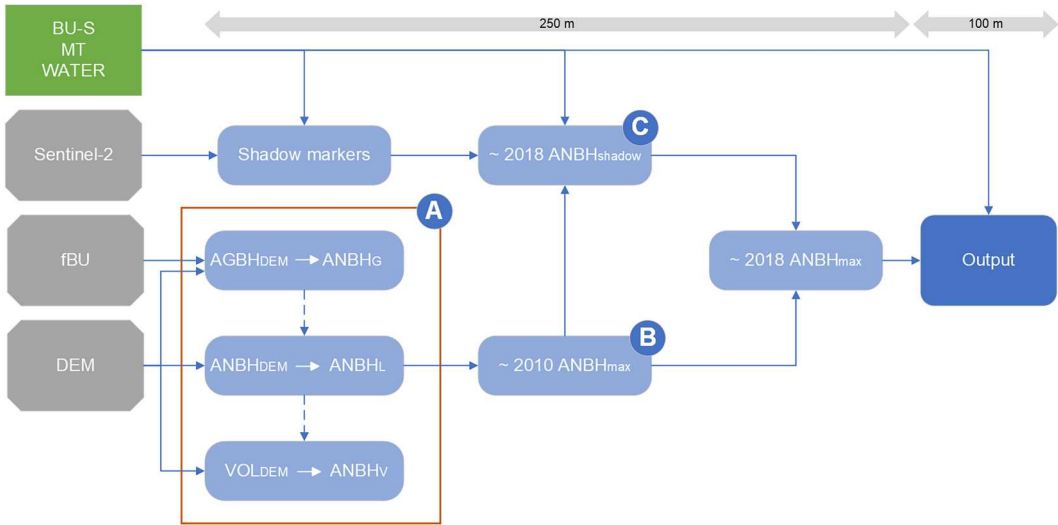 BU-S
MT
WATER
250 m
100 m
Sentinel-2
Shadow markers
~ 2018 ANBHshadow
C
A
fBU
AGBHDEM → ANBHG
~ 2018 ANBHmax
Output
DEM
ANBHDEM → ANBHL
~ 2010 ANBHmax
B
VOLDEM → ANBHV